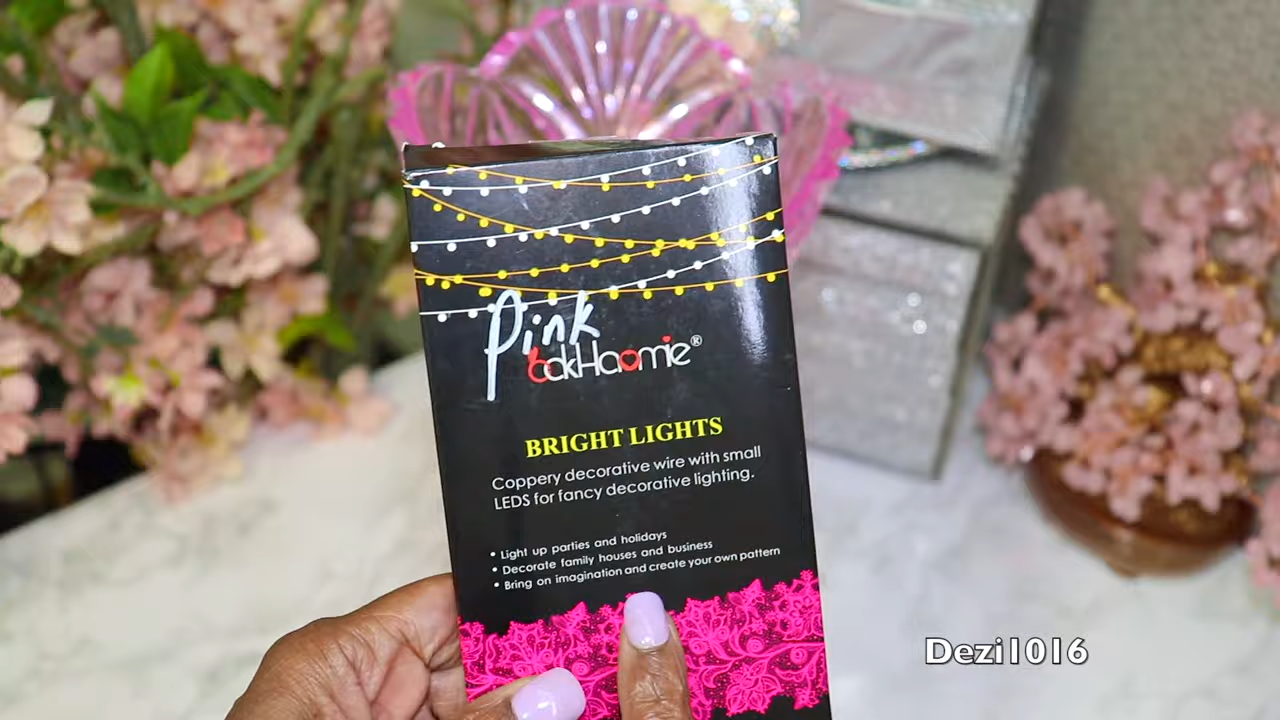 Pink
bakHaomie®
BRIGHT LIGHTS
Coppery decorative wire with small
LEDS for fancy decorative lighting.
• Light up parties and holidays
• Decorate family houses and business
• Bring on imagination and create your own pattern
Dezi1016